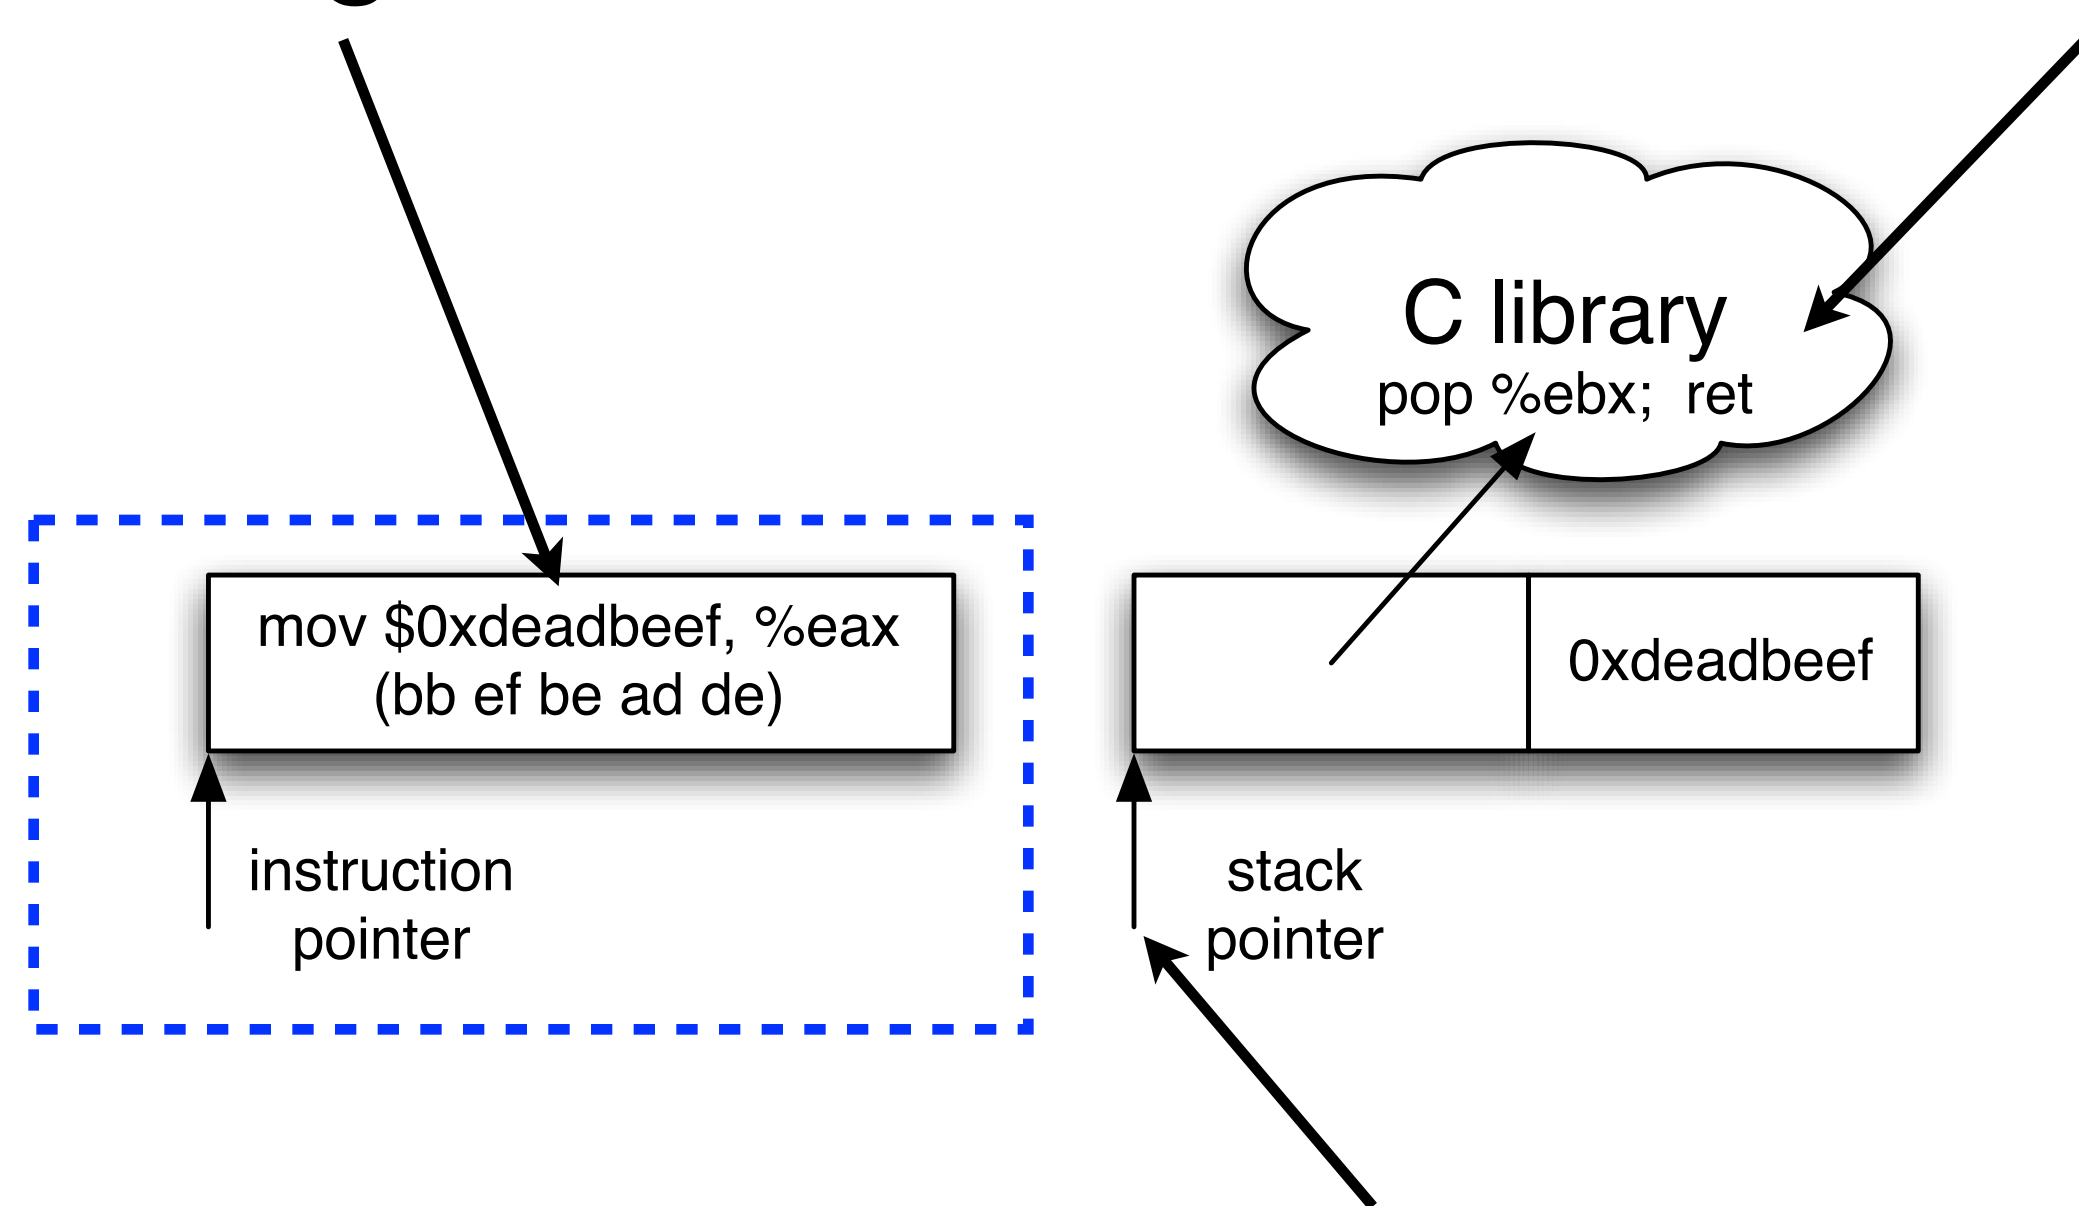 C library
pop %ebx; ret
mov $0xdeadbeef, %eax
(bb ef be ad de)
0xdeadbeef
instruction
pointer
stack
pointer